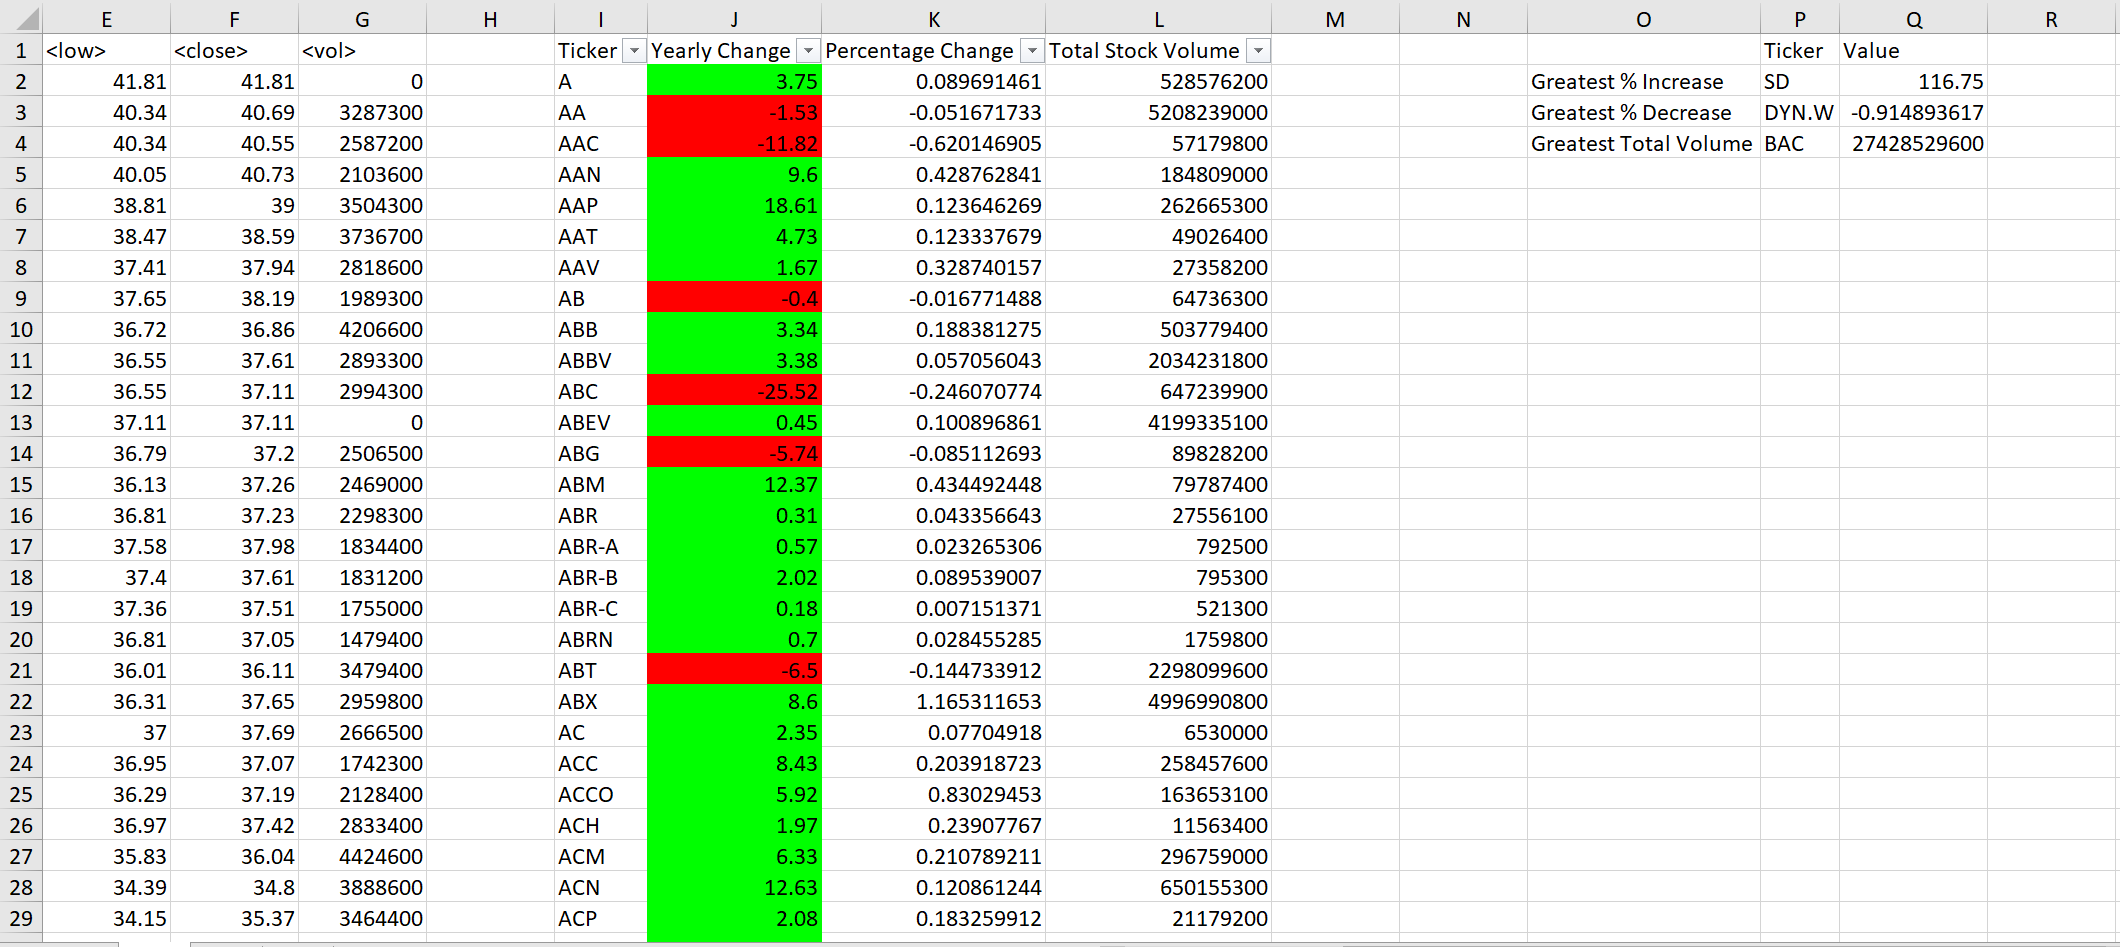 E F G H I J K L M N O P Q R
1 <low> <close> <vol> Ticker Yearly Change Percentage Change Total Stock Volume Ticker Value
2 41.81 41.81 0 A 3.75 0.089691461 528576200 Greatest % Increase SD 116.75
3 40.34 40.69 3287300 AA -1.53 -0.051671733 5208239000 Greatest % Decrease DYN.W -0.914893617
4 40.34 40.55 2587200 AAC -11.82 -0.620146905 57179800 Greatest Total Volume BAC 27428529600
5 40.05 40.73 2103600 AAN 9.6 0.428762841 184809000
6 38.81 39 3504300 AAP 18.61 0.123646269 262665300
7 38.47 38.59 3736700 AAT 4.73 0.123337679 49026400
8 37.41 37.94 2818600 AAV 1.67 0.328740157 27358200
9 37.65 38.19 1989300 AB -0.4 -0.016771488 64736300
10 36.72 36.86 4206600 ABB 3.34 0.188381275 503779400
11 36.55 37.61 2893300 ABBV 3.38 0.057056043 2034231800
12 36.55 37.11 2994300 ABC -25.52 -0.246070774 647239900
13 37.11 37.11 0 ABEV 0.45 0.100896861 4199335100
14 36.79 37.2 2506500 ABG -5.74 -0.085112693 89828200
15 36.13 37.26 2469000 ABM 12.37 0.434492448 79787400
16 36.81 37.23 2298300 ABR 0.31 0.043356643 27556100
17 37.58 37.98 1834400 ABR-A 0.57 0.023265306 792500
18 37.4 37.61 1831200 ABR-B 2.02 0.089539007 795300
19 37.36 37.51 1755000 ABR-C 0.18 0.007151371 521300
20 36.81 37.05 1479400 ABRN 0.7 0.028455285 1759800
21 36.01 36.11 3479400 ABT -6.5 -0.144733912 2298099600
22 36.31 37.65 2959800 ABX 8.6 1.165311653 4996990800
23 37 37.69 2666500 AC 2.35 0.07704918 6530000
24 36.95 37.07 1742300 ACC 8.43 0.203918723 258457600
25 36.29 37.19 2128400 ACCO 5.92 0.83029453 163653100
26 36.97 37.42 2833400 ACH 1.97 0.23907767 11563400
27 35.83 36.04 4424600 ACM 6.33 0.210789211 296759000
28 34.39 34.8 3888600 ACN 12.63 0.120861244 650155300
29 34.15 35.37 3464400 ACP 2.08 0.183259912 21179200